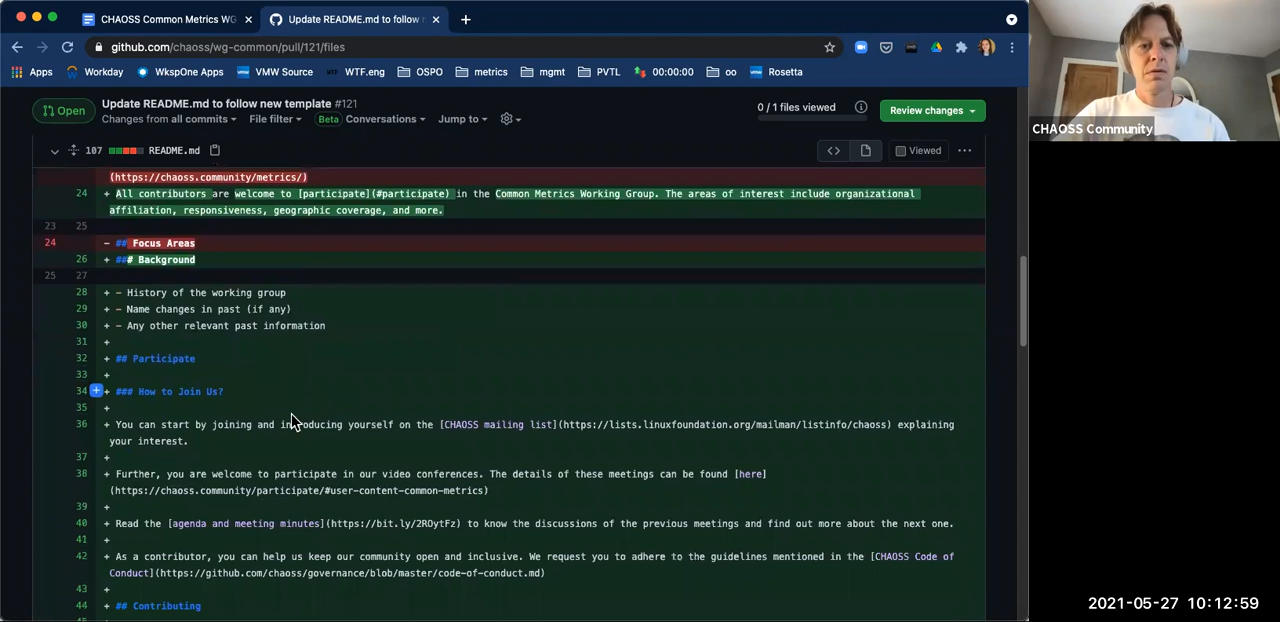 CHAOSS Common Metrics WG
Update README.md to follow n
github.com/chaoss/wg-common/pull/121/files
Apps
Workday
WkspOne Apps
VMW Source
WTF.eng
OSPO
metrics
mgmt
PVTL
00:00:00
oo
Rosetta
Open
Update README.md to follow new template #121
Changes from all commits
File filter
Beta
Conversations
Jump to
0 / 1 files viewed
Review changes
107
README.md
Viewed
(https://chaoss.community/metrics/)
24 + All contributors are welcome to [participate](#participate) in the Common Metrics Working Group. The areas of interest include organizational
affiliation, responsiveness, geographic coverage, and more.
23 25
24 - ## Focus Areas
26 + ### Background
25 27
28 + - History of the working group
29 + - Name changes in past (if any)
30 + - Any other relevant past information
31 +
32 + ## Participate
33 +
34 + ### How to Join Us?
35 +
36 + You can start by joining and introducing yourself on the [CHAOSS mailing list](https://lists.linuxfoundation.org/mailman/listinfo/chaoss) explaining
your interest.
37 +
38 + Further, you are welcome to participate in our video conferences. The details of these meetings can be found [here]
(https://chaoss.community/participate/#user-content-common-metrics)
39 +
40 + Read the [agenda and meeting minutes](https://bit.ly/2ROytFz) to know the discussions of the previous meetings and find out more about the next one.
41 +
42 + As a contributor, you can help us keep our community open and inclusive. We request you to adhere to the guidelines mentioned in the [CHAOSS Code of
Conduct](https://github.com/chaoss/governance/blob/master/code-of-conduct.md)
43 +
44 + ## Contributing
CHAOSS Community
2021-05-27 10:12:59